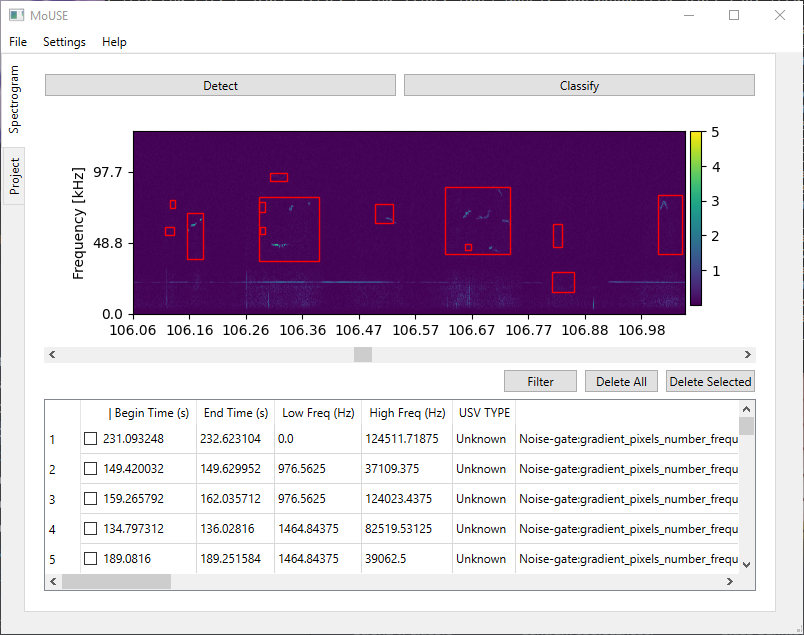 MoUSE
File Settings Help
Spectrogram
Project
Detect Classify
Frequency [kHz]
97.7
48.8
0.0
106.06 106.16 106.26 106.36 106.47 106.57 106.67 106.77 106.88 106.98
5
4
3
2
1
Filter Delete All Delete Selected
Begin Time (s) End Time (s) Low Freq (Hz) High Freq (Hz) USV TYPE
1 231.093248 232.623104 0.0 124511.71875 Unknown Noise-gate:gradient_pixels_number_frequ
2 149.420032 149.629952 976.5625 37109.375 Unknown Noise-gate:gradient_pixels_number_frequ
3 159.265792 162.035712 976.5625 124023.4375 Unknown Noise-gate:gradient_pixels_number_frequ
4 134.797312 136.02816 1464.84375 82519.53125 Unknown Noise-gate:gradient_pixels_number_frequ
5 189.0816 189.251584 1464.84375 39062.5 Unknown Noise-gate:gradient_pixels_number_frequ